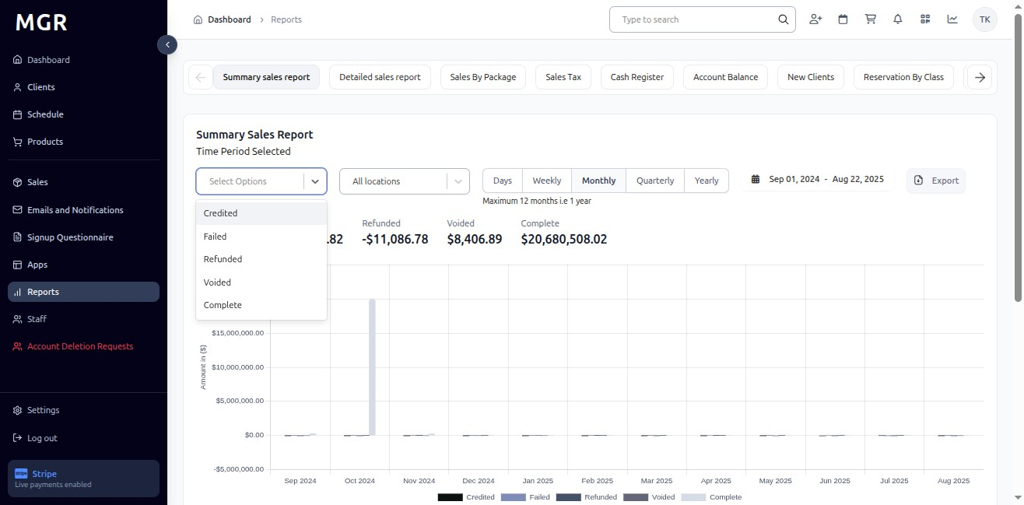 MGR
Dashboard
Clients
Schedule
Products
Sales
Emails and Notifications
Signup Questionnaire
Apps
Reports
Staff
Account Deletion Requests
Settings
Log out
Stripe
Live payments enabled
Dashboard > Reports
Type to search
TK
Summary sales report
Detailed sales report
Sales By Package
Sales Tax
Cash Register
Account Balance
New Clients
Reservation By Class
Summary Sales Report
Time Period Selected
Select Options
All locations
Days Weekly Monthly Quarterly Yearly
Maximum 12 months i.e 1 year
Sep 01, 2024 - Aug 22, 2025
Export
Credited
Failed
Refunded
Voided
Complete
.82
Refunded
-$11,086.78
Voided
$8,406.89
Complete
$20,680,508.02
Amount in ($)
$15,000,000.00
$10,000,000.00
$5,000,000.00
$0.00
-$5,000,000.00
Sep 2024 Oct 2024 Nov 2024 Dec 2024 Jan 2025 Feb 2025 Mar 2025 Apr 2025 May 2025 Jun 2025 Jul 2025 Aug 2025
Credited Failed Refunded Voided Complete